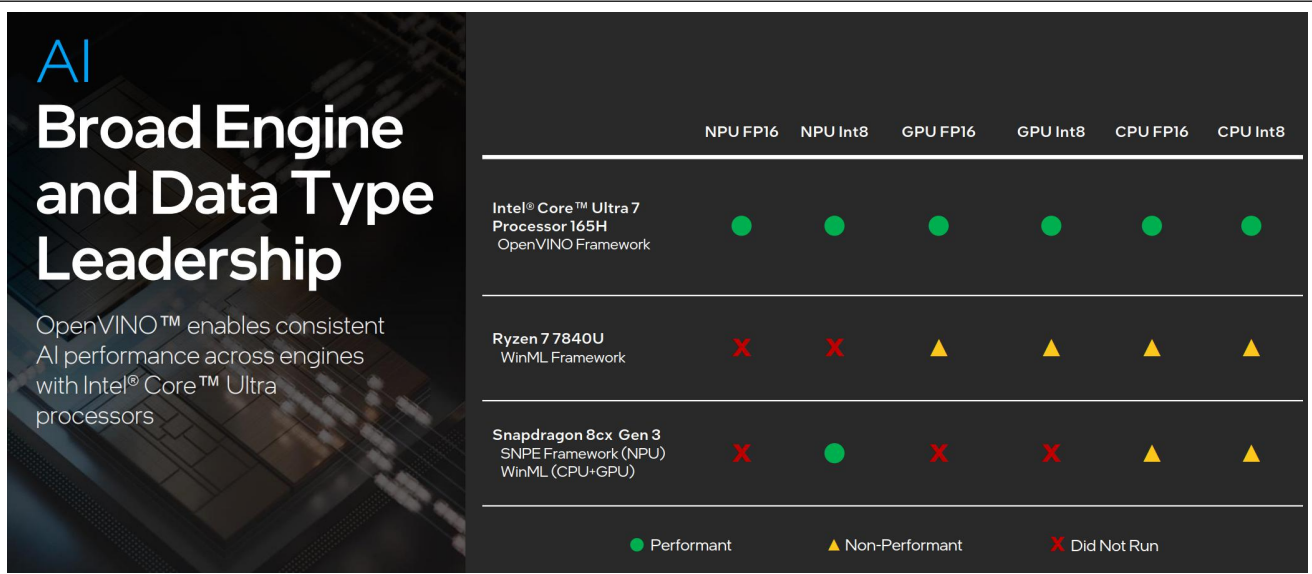 AI
Broad Engine
and Data Type
Leadership
OpenVINO™ enables consistent
AI performance across engines
with Intel® Core™ Ultra
processors
NPU FP16 NPU Int8 GPU FP16 GPU Int8 CPU FP16 CPU Int8
Intel® Core™ Ultra 7
Processor 165H
OpenVINO Framework
Ryzen 7 7840U
WinML Framework
X X
Snapdragon 8cx Gen 3
SNPE Framework (NPU)
WinML (CPU+GPU)
X X X
Performant Non-Performant X Did Not Run